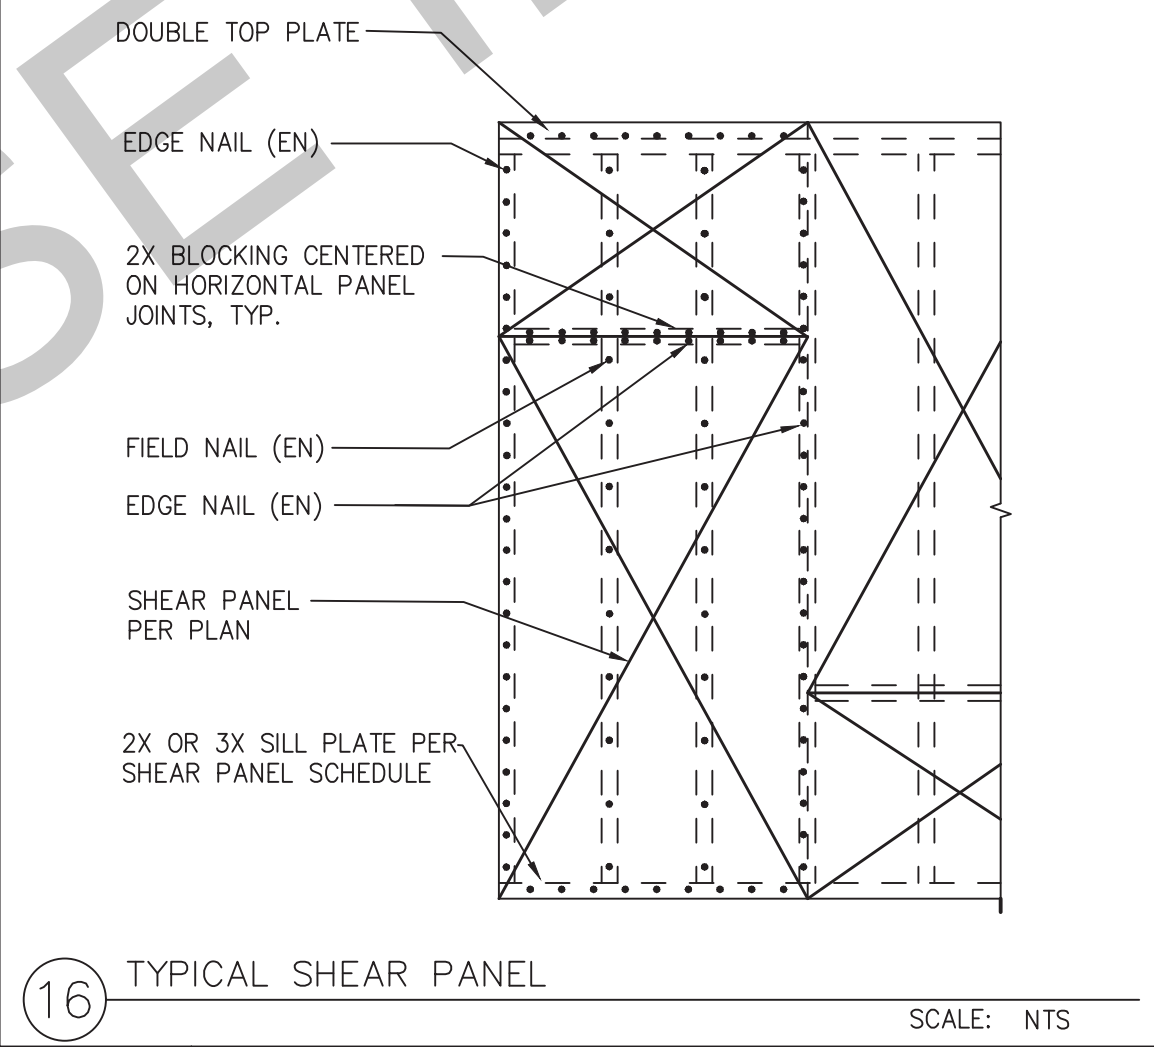 DOUBLE TOP PLATE
EDGE NAIL (EN)
2X BLOCKING CENTERED
ON HORIZONTAL PANEL
JOINTS, TYP.
FIELD NAIL (EN)
EDGE NAIL (EN)
SHEAR PANEL
PER PLAN
2X OR 3X SILL PLATE PER
SHEAR PANEL SCHEDULE
16 TYPICAL SHEAR PANEL
SCALE: NTS